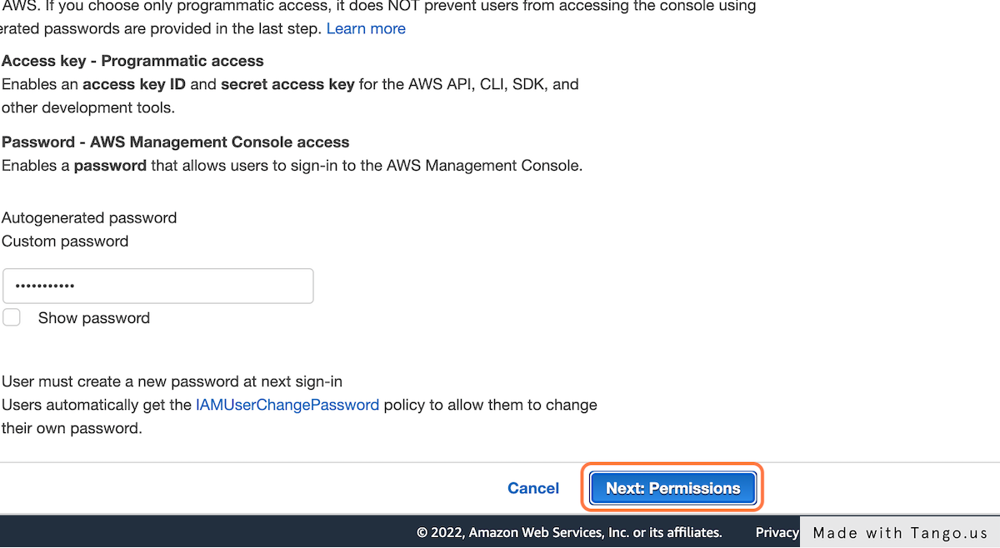 AWS. If you choose only programmatic access, it does NOT prevent users from accessing the console using
erated passwords are provided in the last step. Learn more
Access key - Programmatic access
Enables an access key ID and secret access key for the AWS API, CLI, SDK, and
other development tools.
Password - AWS Management Console access
Enables a password that allows users to sign-in to the AWS Management Console.
Autogenerated password
Custom password
•••••••••••
Show password
User must create a new password at next sign-in
Users automatically get the IAMUserChangePassword policy to allow them to change
their own password.
Cancel Next: Permissions
© 2022, Amazon Web Services, Inc. or its affiliates. Privacy Made with Tango.us